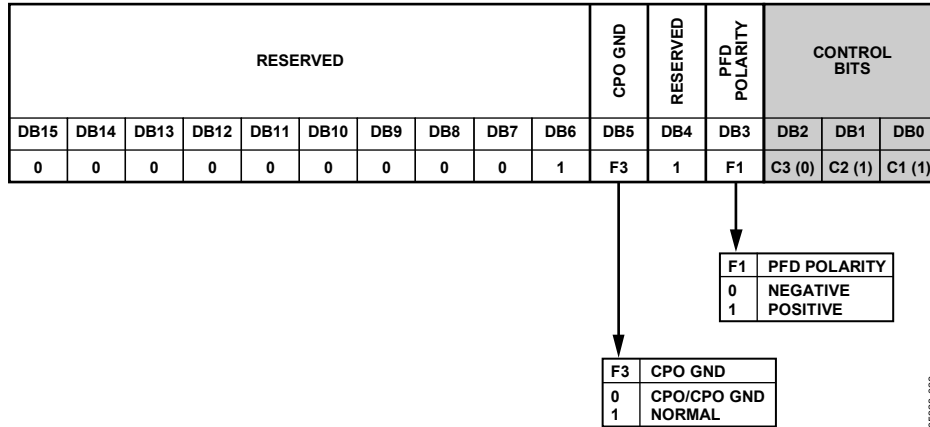 RESERVED
CPO GND
RESERVED
PFD
POLARITY
CONTROL
BITS
DB15 DB14 DB13 DB12 DB11 DB10 DB9 DB8 DB7 DB6 DB5 DB4 DB3 DB2 DB1 DB0
0 0 0 0 0 0 0 0 0 1 F3 1 F1 C3 (0) C2 (1) C1 (1)
F1 PFD POLARITY
0 NEGATIVE
1 POSITIVE
F3 CPO GND
0 CPO/CPO GND
1 NORMAL